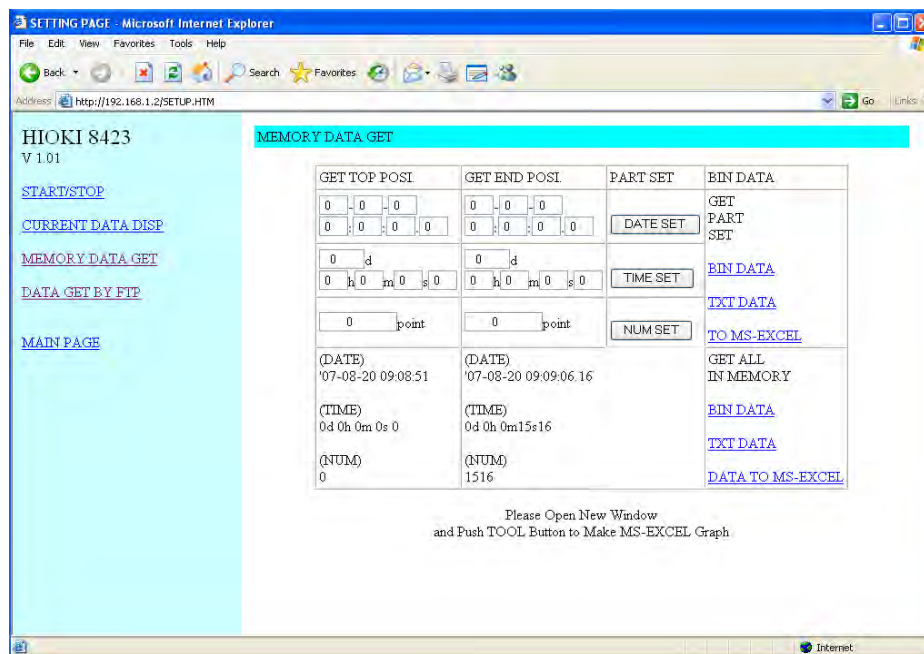 SETTING PAGE - Microsoft Internet Explorer
File Edit View Favorites Tools Help
Back Search Favorites
Address http://192.168.1.2/SETUP.HTM Go Links
HIOKI 8423
V 1.01
START/STOP
CURRENT DATA DISP
MEMORY DATA GET
DATA GET BY FTP
MAIN PAGE
MEMORY DATA GET
GET TOP POSI. GET END POSI. PART SET BIN DATA
0 - 0 - 0 0 - 0 - 0
0 : 0 : 0 . 0 0 : 0 : 0 . 0 DATE SET
GET
PART
SET
0 d 0 d
0 h 0 m 0 s 0 0 h 0 m 0 s 0 TIME SET
BIN DATA
TXT DATA
0 point 0 point NUM SET
TO MS-EXCEL
(DATE) (DATE) GET ALL
'07-08-20 09:08:51 '07-08-20 09:09:06.16 IN MEMORY
(TIME) (TIME) BIN DATA
0d 0h 0m 0s 0 0d 0h 0m15s16
TXT DATA
(NUM) (NUM)
0 1516 DATA TO MS-EXCEL
Please Open New Window
and Push TOOL Button to Make MS-EXCEL Graph
Internet